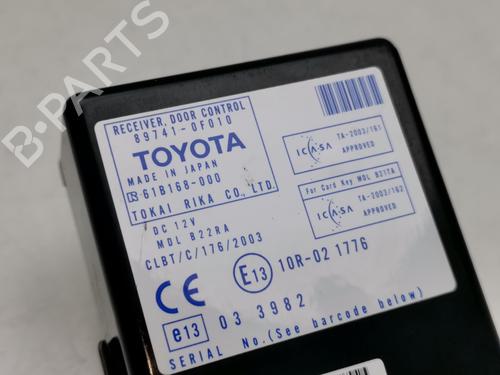 RECEIVER, DOOR CONTROL
89741-0F010
TOYOTA
MADE IN JAPAN
R 61B168-000
TOKAI RIKA CO., LTD.
DC 12V
MDL B22RA
CLBT/C/176/2003
E13 10R-02 1776
CE
e13 03 3982
SERIAL No.(See barcode below)
ICASA
TA-2003/161
APPROVED
For Card Key MDL B31TA
ICASA
TA-2003/162
APPROVED
B-PARTS